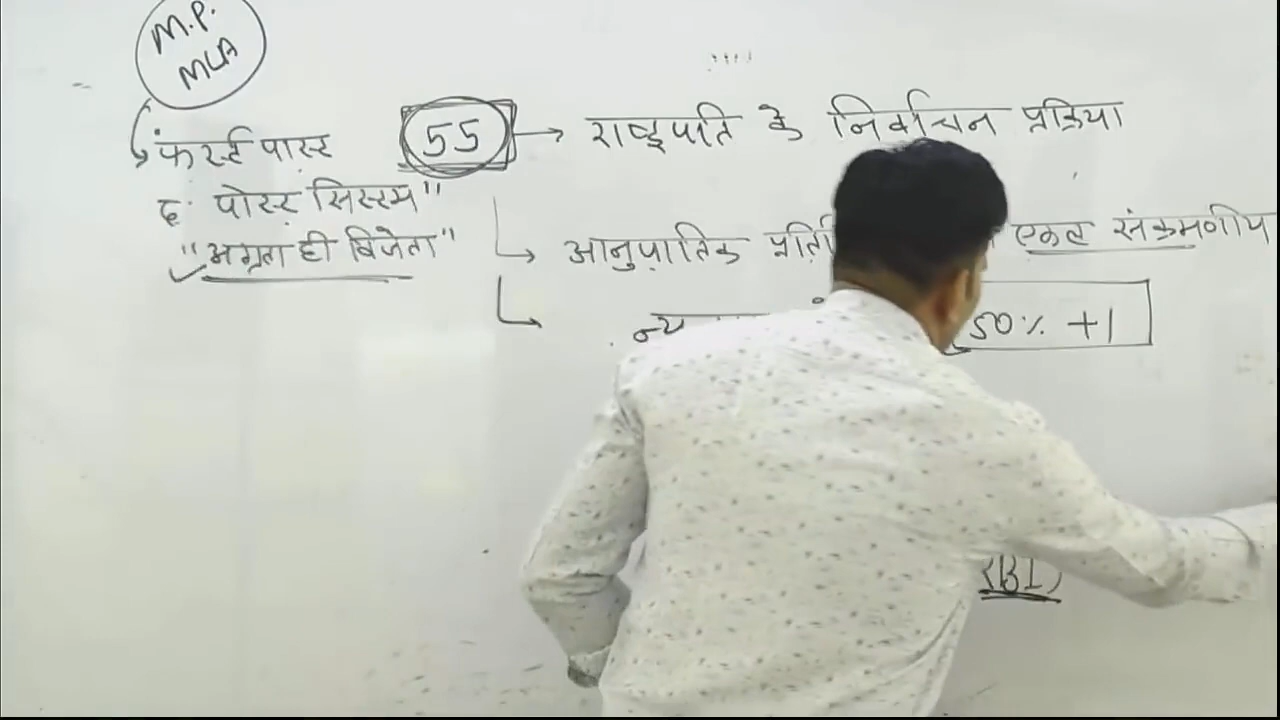 M.P.
MLA
फर्स्ट पास्ट
द पोस्ट सिस्टम"
"अग्रता ही विजेता"
55 → राष्ट्रपति के निर्वाचन प्रक्रिया
आनुपातिक एकल संक्रमणीय
50% +1